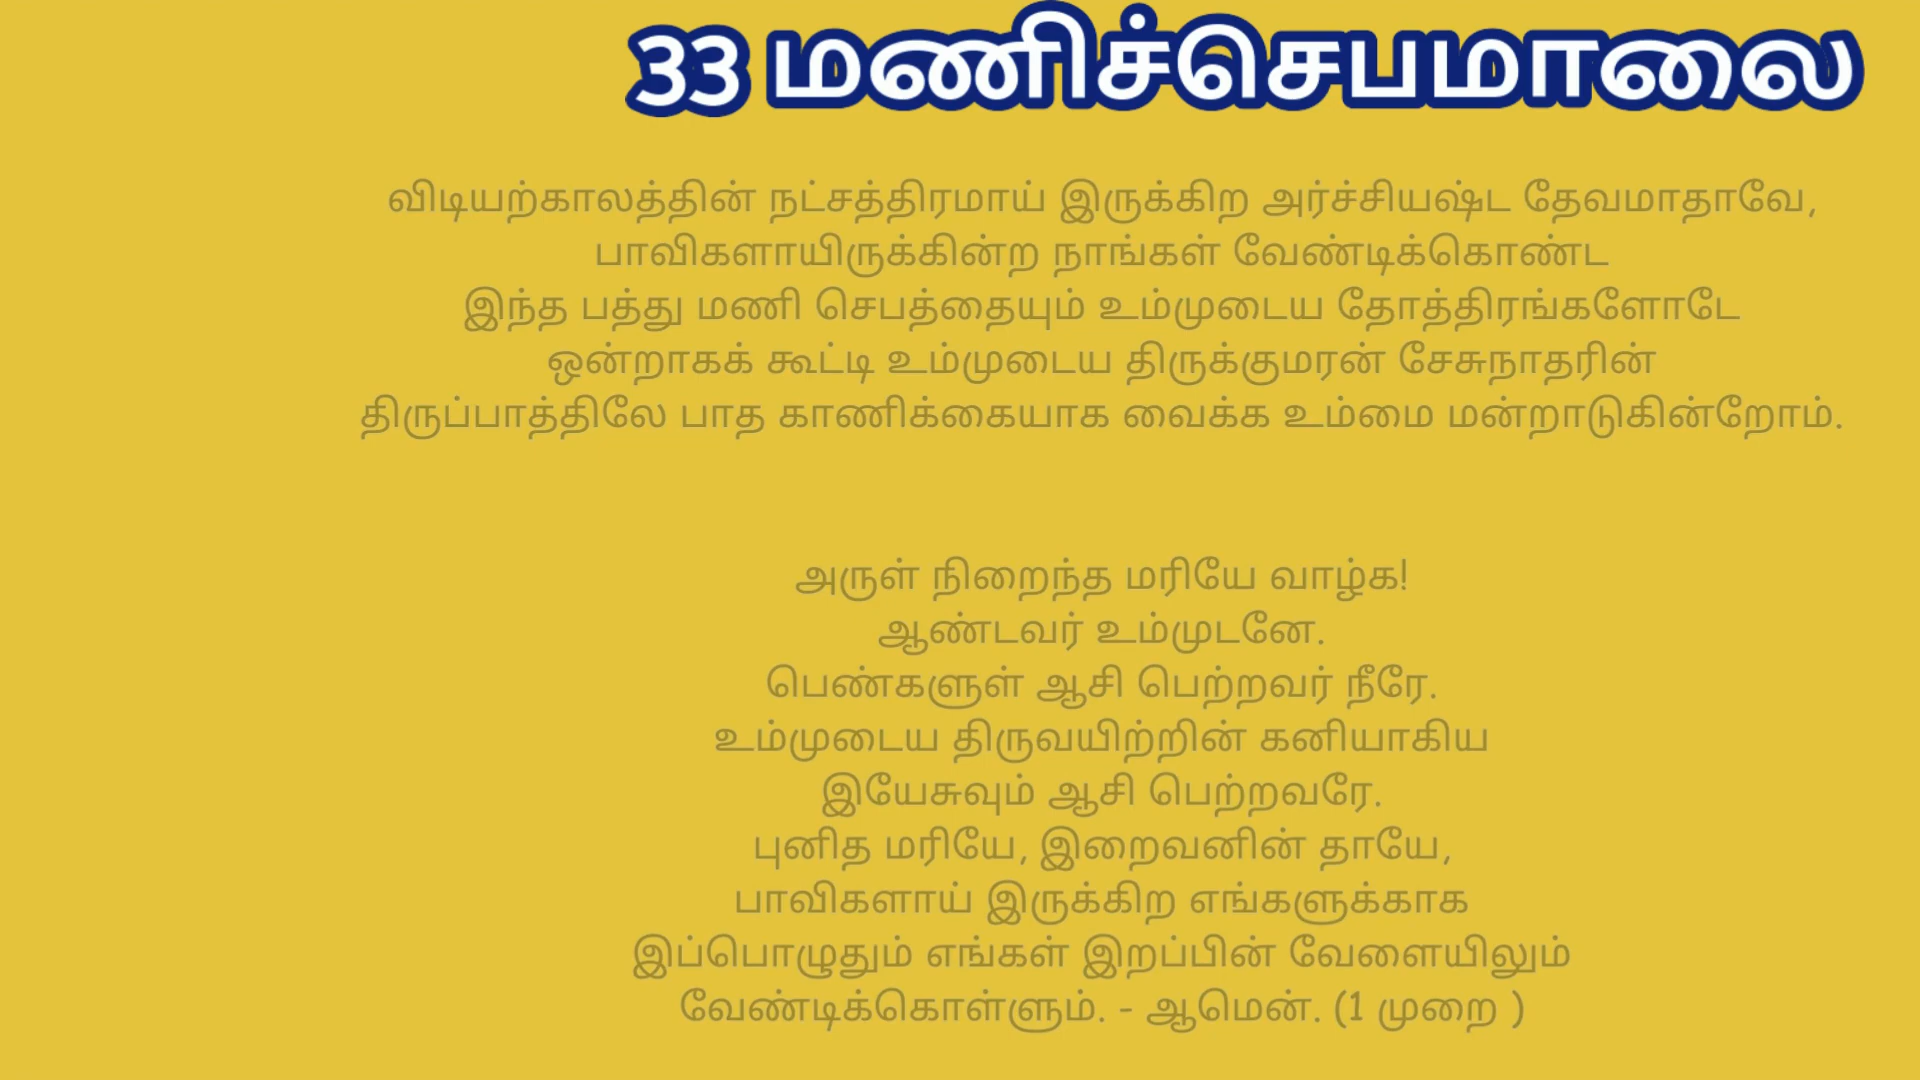 33 மணிச்செபமாலை
விடியற்காலத்தின் நட்சத்திரமாய் இருக்கிற அர்ச்சியஷ்ட தேவமாதாவே,
பாவிகளாயிருக்கின்ற நாங்கள் வேண்டிக்கொண்ட
இந்த பத்து மணி செபத்தையும் உம்முடைய தோத்திரங்களோடே
ஒன்றாகக் கூட்டி உம்முடைய திருக்குமரன் சேசுநாதரின்
திருப்பாத்திலே பாத காணிக்கையாக வைக்க உம்மை மன்றாடுகின்றோம்.
அருள் நிறைந்த மரியே வாழ்க!
ஆண்டவர் உம்முடனே.
பெண்களுள் ஆசி பெற்றவர் நீரே.
உம்முடைய திருவயிற்றின் கனியாகிய
இயேசுவும் ஆசி பெற்றவரே.
புனித மரியே, இறைவனின் தாயே,
பாவிகளாய் இருக்கிற எங்களுக்காக
இப்பொழுதும் எங்கள் இறப்பின் வேளையிலும்
வேண்டிக்கொள்ளும். - ஆமென். (1 முறை )